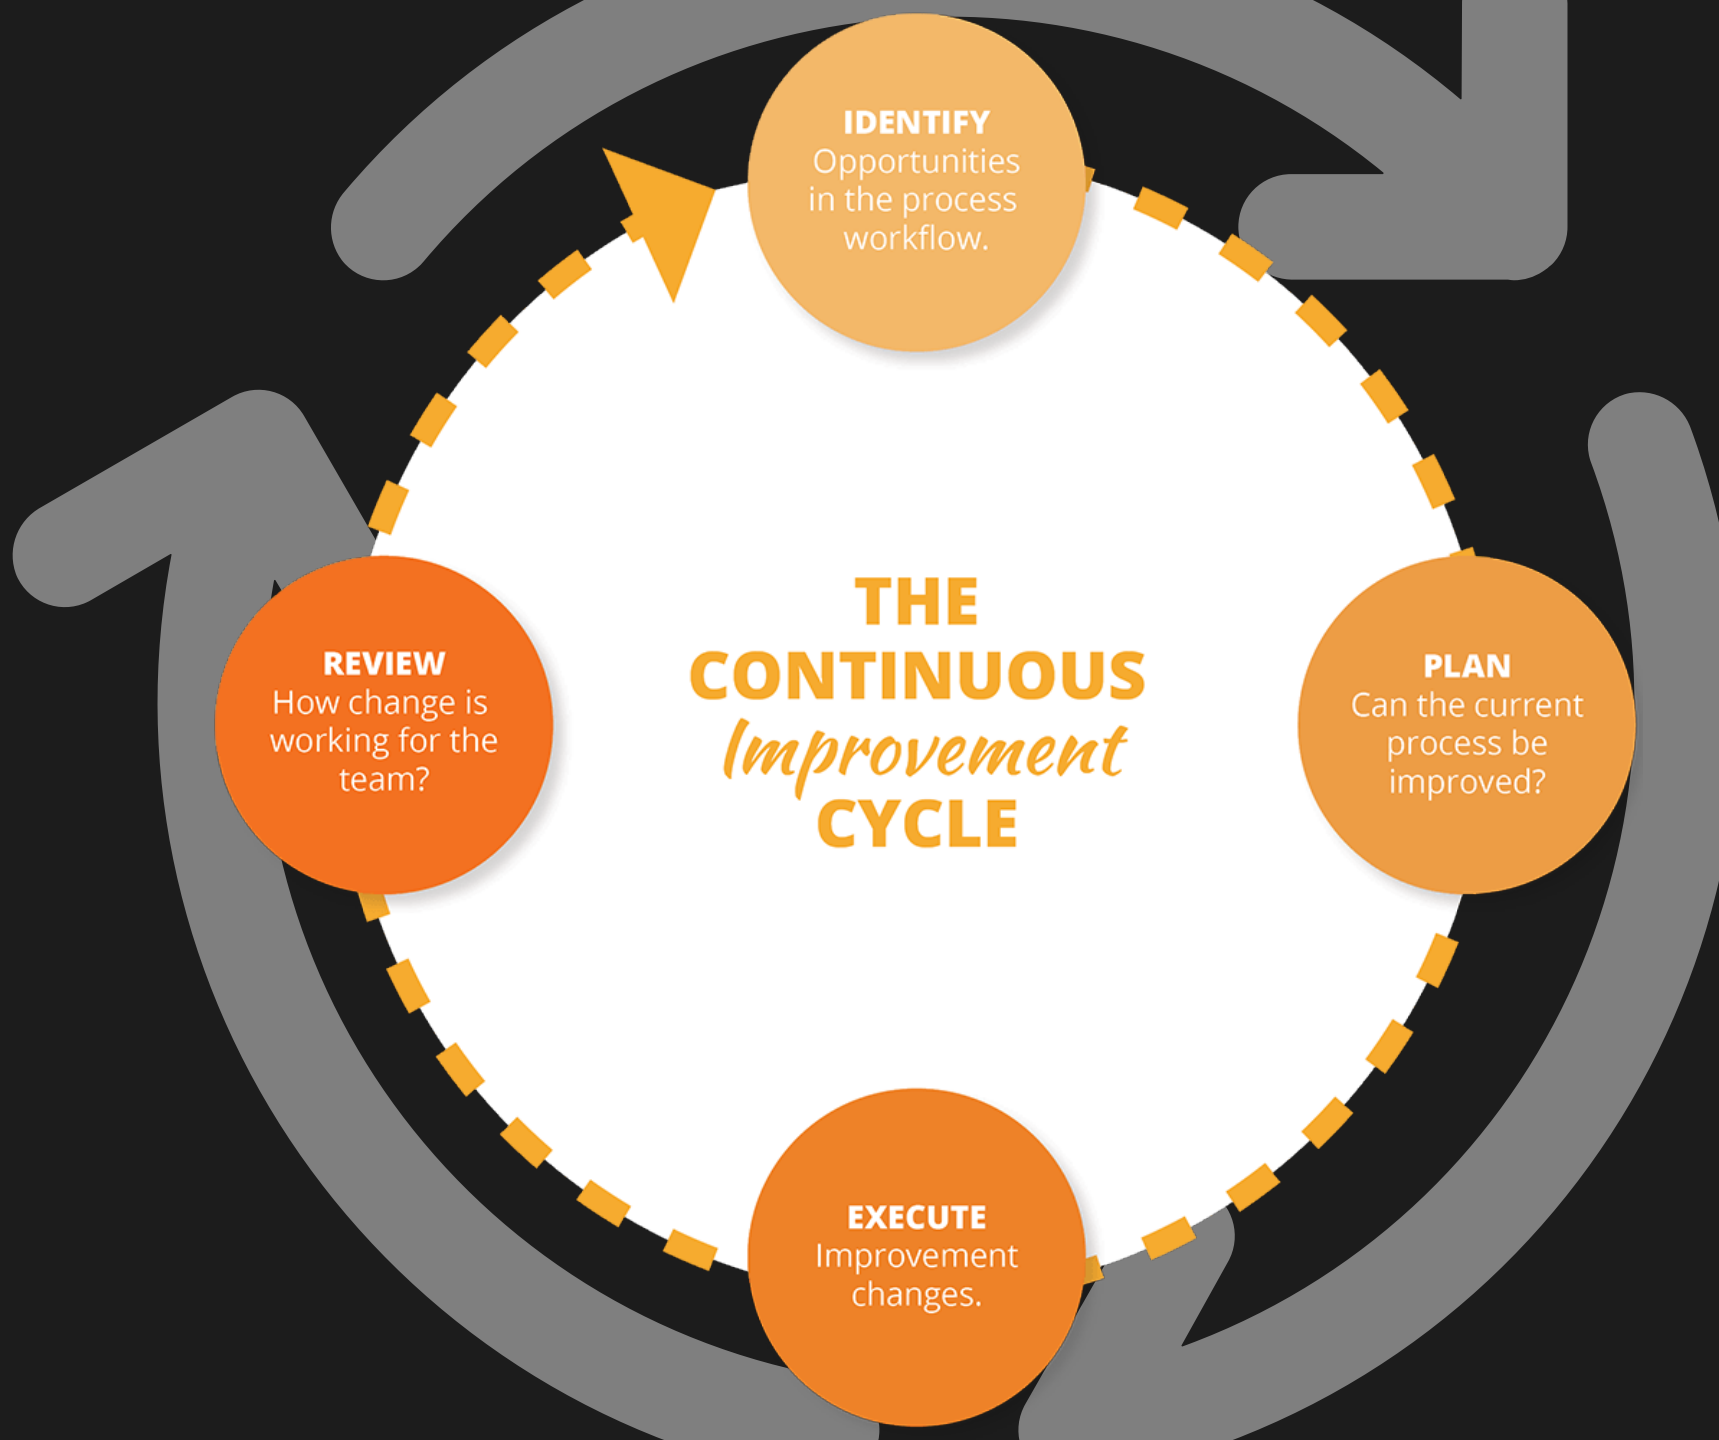 IDENTIFY
Opportunities
in the process
workflow.
PLAN
Can the current
process be
improved?
EXECUTE
Improvement
changes.
REVIEW
How change is
working for the
team?
THE
CONTINUOUS
Improvement
CYCLE